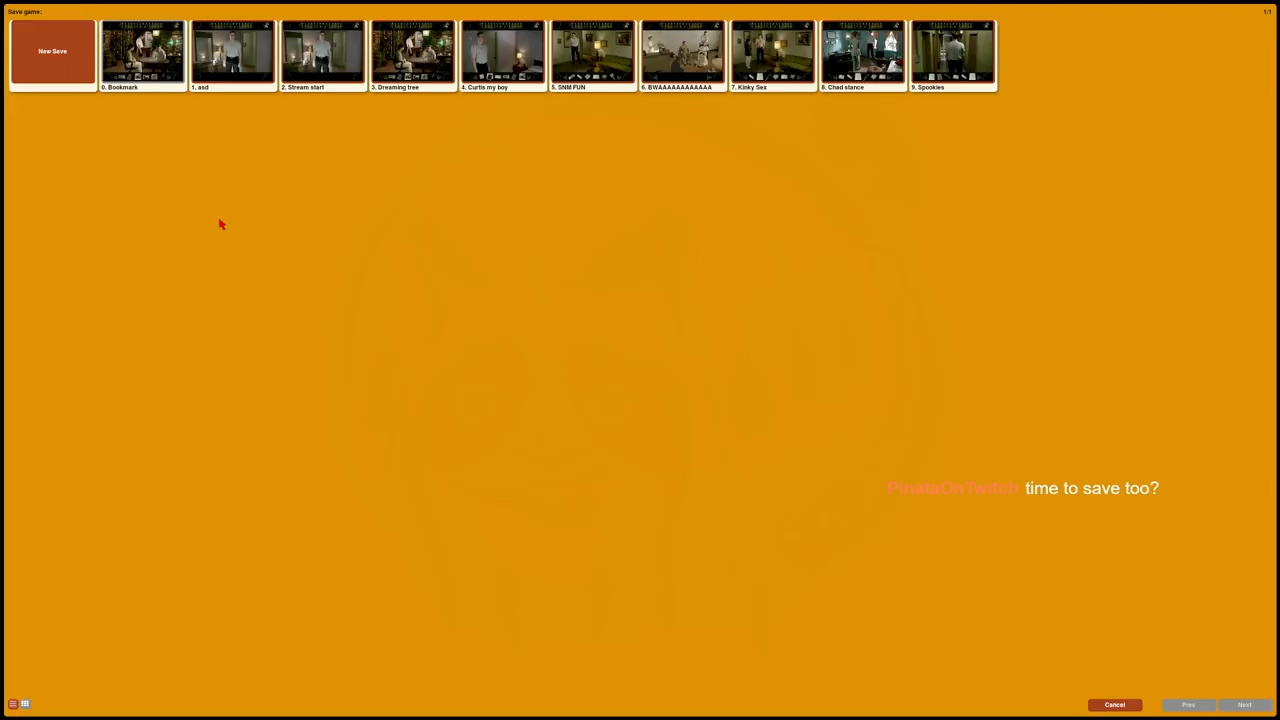 Save game:
1/1
New Save
0. Bookmark
1. asd
2. Stream start
3. Dreaming tree
4. Curtis my boy
5. SNM FUN
6. BWAAAAAAAAAAAA
7. Kinky Sex
8. Chad stance
9. Spookies
PinataOnTwitch time to save too?
Cancel
Prev
Next